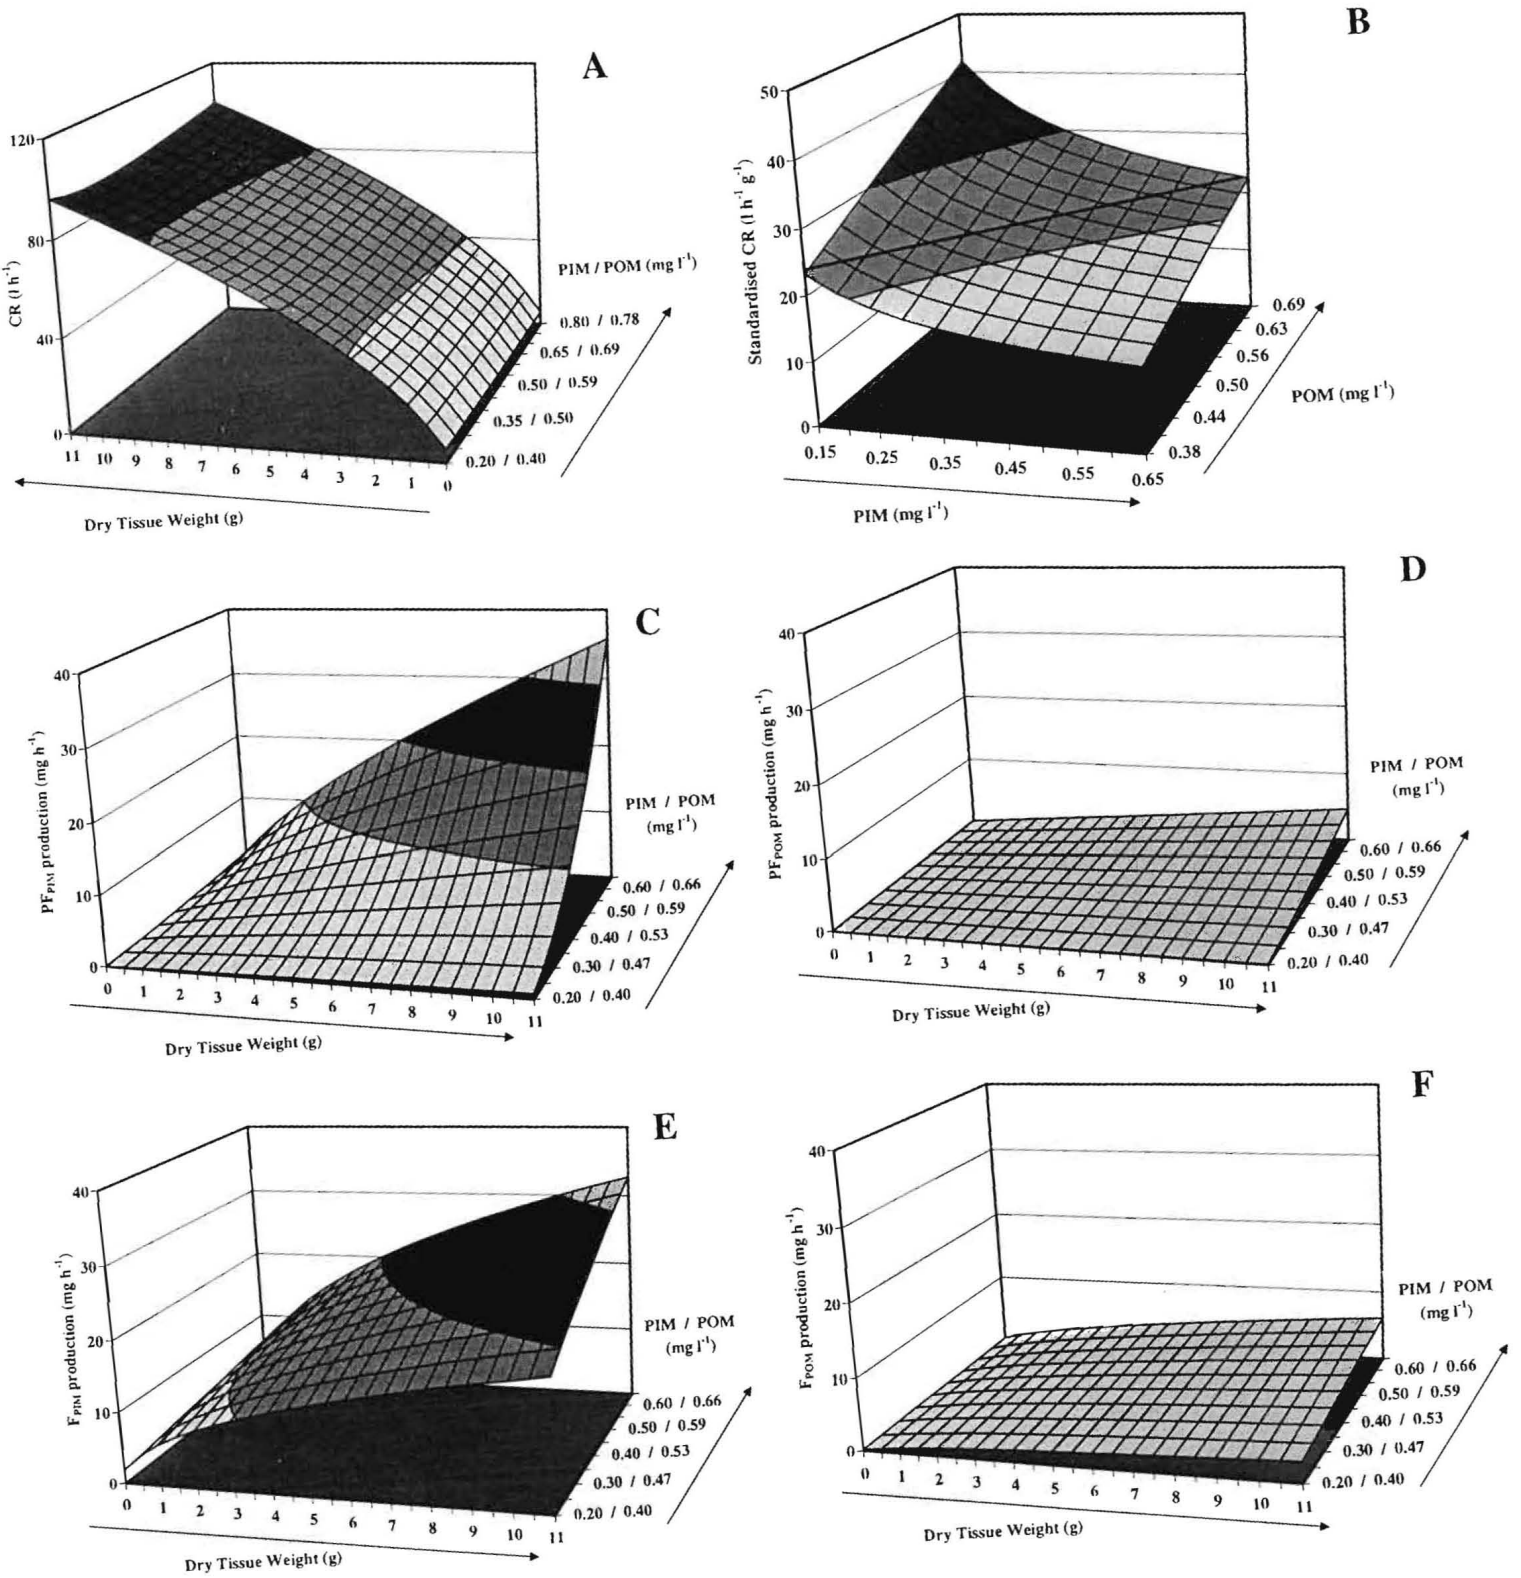 A
120
80
40
0
CR (l h⁻¹)
11 10 9 8 7 6 5 4 3 2 1 0
Dry Tissue Weight (g)
PIM / POM (mg l⁻¹)
0.80 / 0.78
0.65 / 0.69
0.50 / 0.59
0.35 / 0.50
0.20 / 0.40
B
50
40
30
20
10
0
Standardised CR (l h⁻¹ g⁻¹)
0.15 0.25 0.35 0.45 0.55 0.65
PIM (mg l⁻¹)
0.69
0.63
0.56
0.50
0.44
0.38
POM (mg l⁻¹)
C
40
30
20
10
0
PF_PIM production (mg h⁻¹)
0 1 2 3 4 5 6 7 8 9 10 11
Dry Tissue Weight (g)
PIM / POM
(mg l⁻¹)
0.60 / 0.66
0.50 / 0.59
0.40 / 0.53
0.30 / 0.47
0.20 / 0.40
D
40
30
20
10
0
PF_POM production (mg h⁻¹)
0 1 2 3 4 5 6 7 8 9 10 11
Dry Tissue Weight (g)
PIM / POM
(mg l⁻¹)
0.60 / 0.66
0.50 / 0.59
0.40 / 0.53
0.30 / 0.47
0.20 / 0.40
E
40
30
20
10
0
F_PIM production (mg h⁻¹)
0 1 2 3 4 5 6 7 8 9 10 11
Dry Tissue Weight (g)
PIM / POM
(mg l⁻¹)
0.60 / 0.66
0.50 / 0.59
0.40 / 0.53
0.30 / 0.47
0.20 / 0.40
F
40
30
20
10
0
F_POM production (mg h⁻¹)
0 1 2 3 4 5 6 7 8 9 10 11
Dry Tissue Weight (g)
PIM / POM
(mg l⁻¹)
0.60 / 0.66
0.50 / 0.59
0.40 / 0.53
0.30 / 0.47
0.20 / 0.40